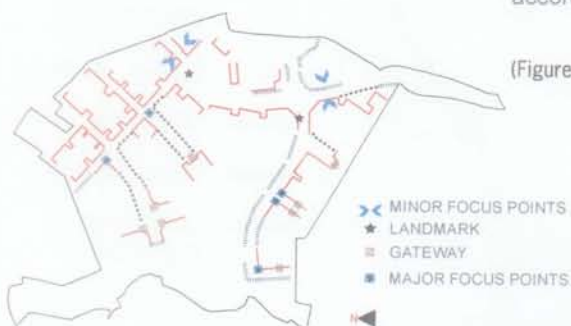 (Figure
MINOR FOCUS POINTS
LANDMARK
GATEWAY
MAJOR FOCUS POINTS
N